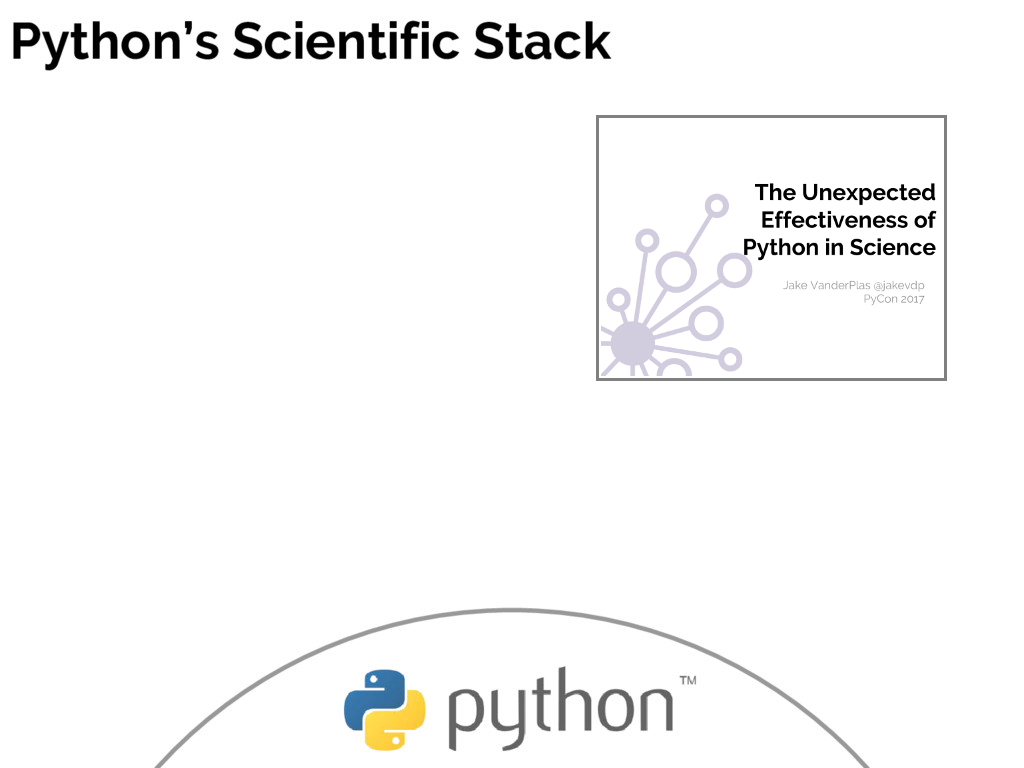 Python’s Scientific Stack
The Unexpected
Effectiveness of
Python in Science
Jake VanderPlas @jakevdp
PyCon 2017
python™